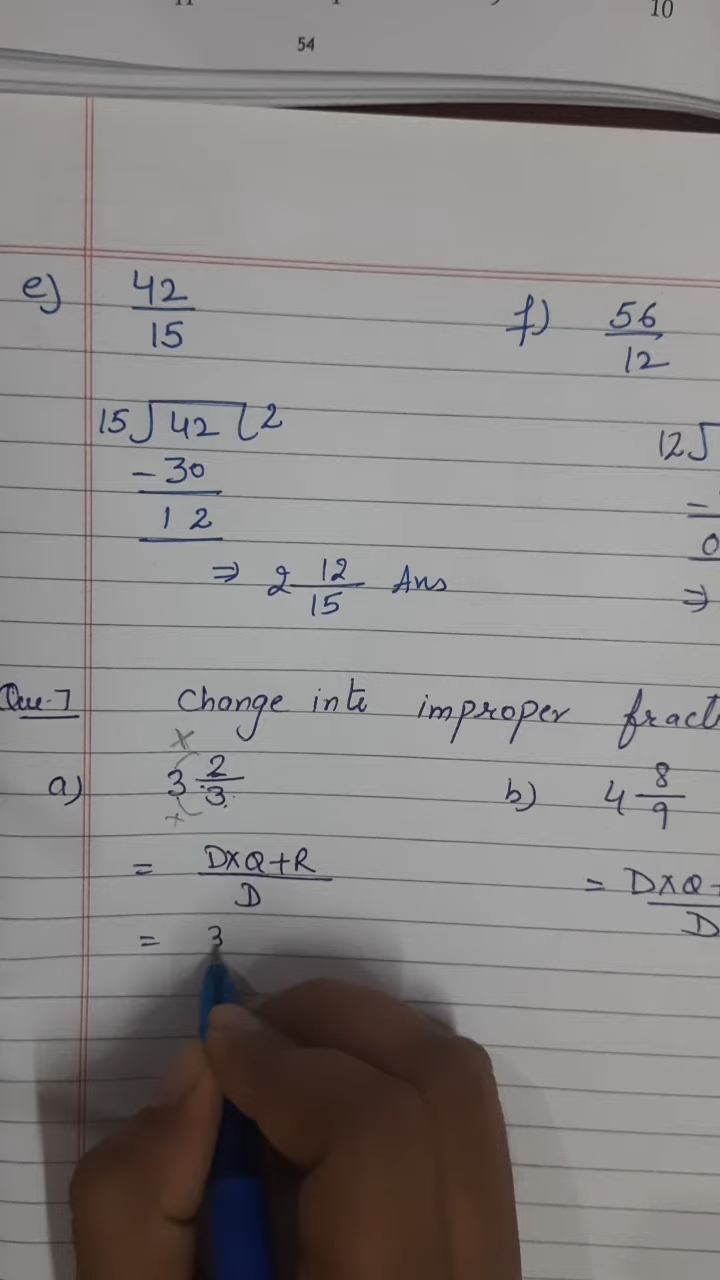 10
54
e) 42/15 f) 56/12
15⟌42(2 12⟌
-30 -
12 0
⇒ 2 12/15 Ans ⇒
Que.7 Change into improper fract
a) 3 2/3 b) 4 8/9
× ×
= D×Q+R/D = D×Q+/D
= 3